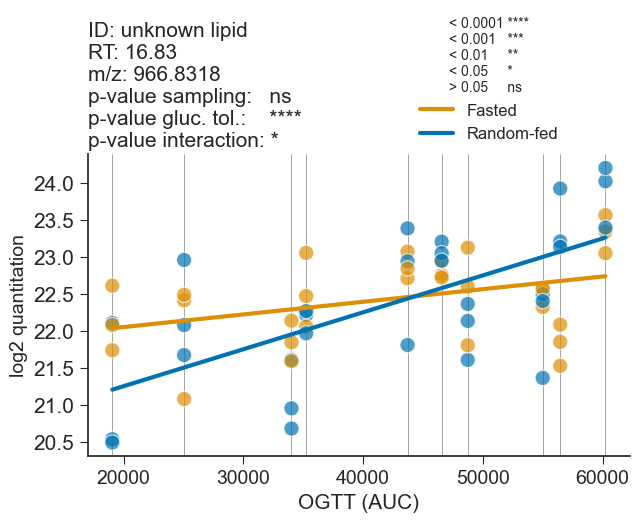 ID: unknown lipid
RT: 16.83
m/z: 966.8318
p-value sampling: ns
p-value gluc. tol.: ****
p-value interaction: *
< 0.0001 ****
< 0.001 ***
< 0.01 **
< 0.05 *
> 0.05 ns
Fasted
Random-fed
log2 quantitation
24.0
23.5
23.0
22.5
22.0
21.5
21.0
20.5
20000 30000 40000 50000 60000
OGTT (AUC)